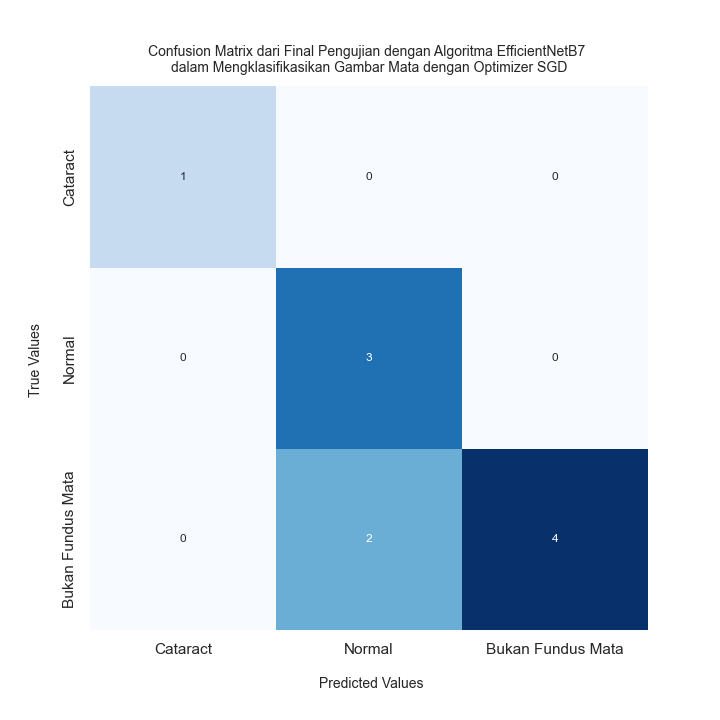 Confusion Matrix dari Final Pengujian dengan Algoritma EfficientNetB7
dalam Mengklasifikasikan Gambar Mata dengan Optimizer SGD
True Values
Cataract
1 0 0
Normal
0 3 0
Bukan Fundus Mata
0 2 4
Cataract Normal Bukan Fundus Mata
Predicted Values